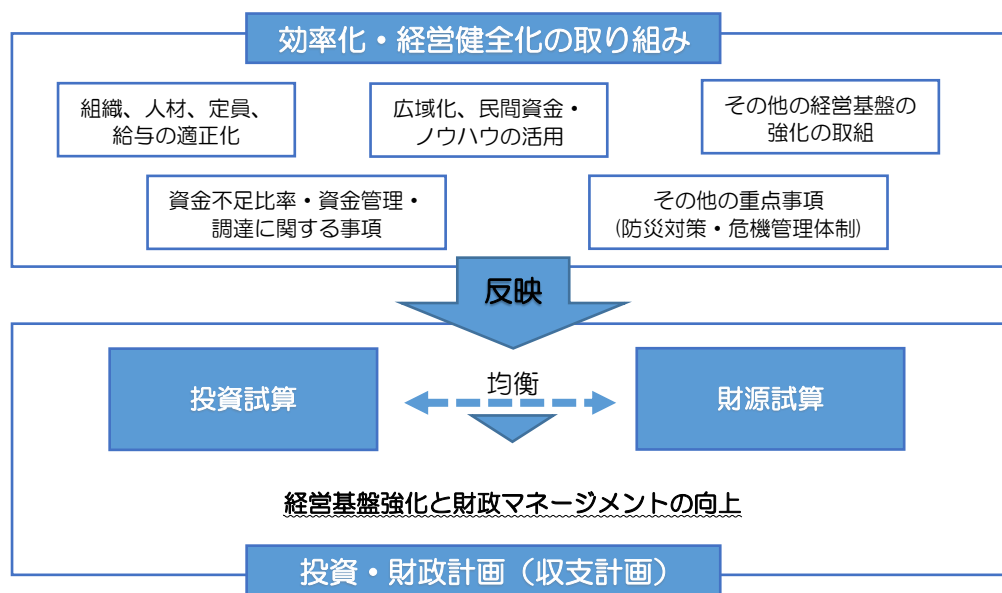 効率化・経営健全化の取り組み
組織、人材、定員、
給与の適正化
広域化、民間資金・
ノウハウの活用
その他の経営基盤の
強化の取組
資金不足比率・資金管理・
調達に関する事項
その他の重点事項
(防災対策・危機管理体制)
反映
投資試算
均衡
財源試算
経営基盤強化と財政マネージメントの向上
投資・財政計画（収支計画）